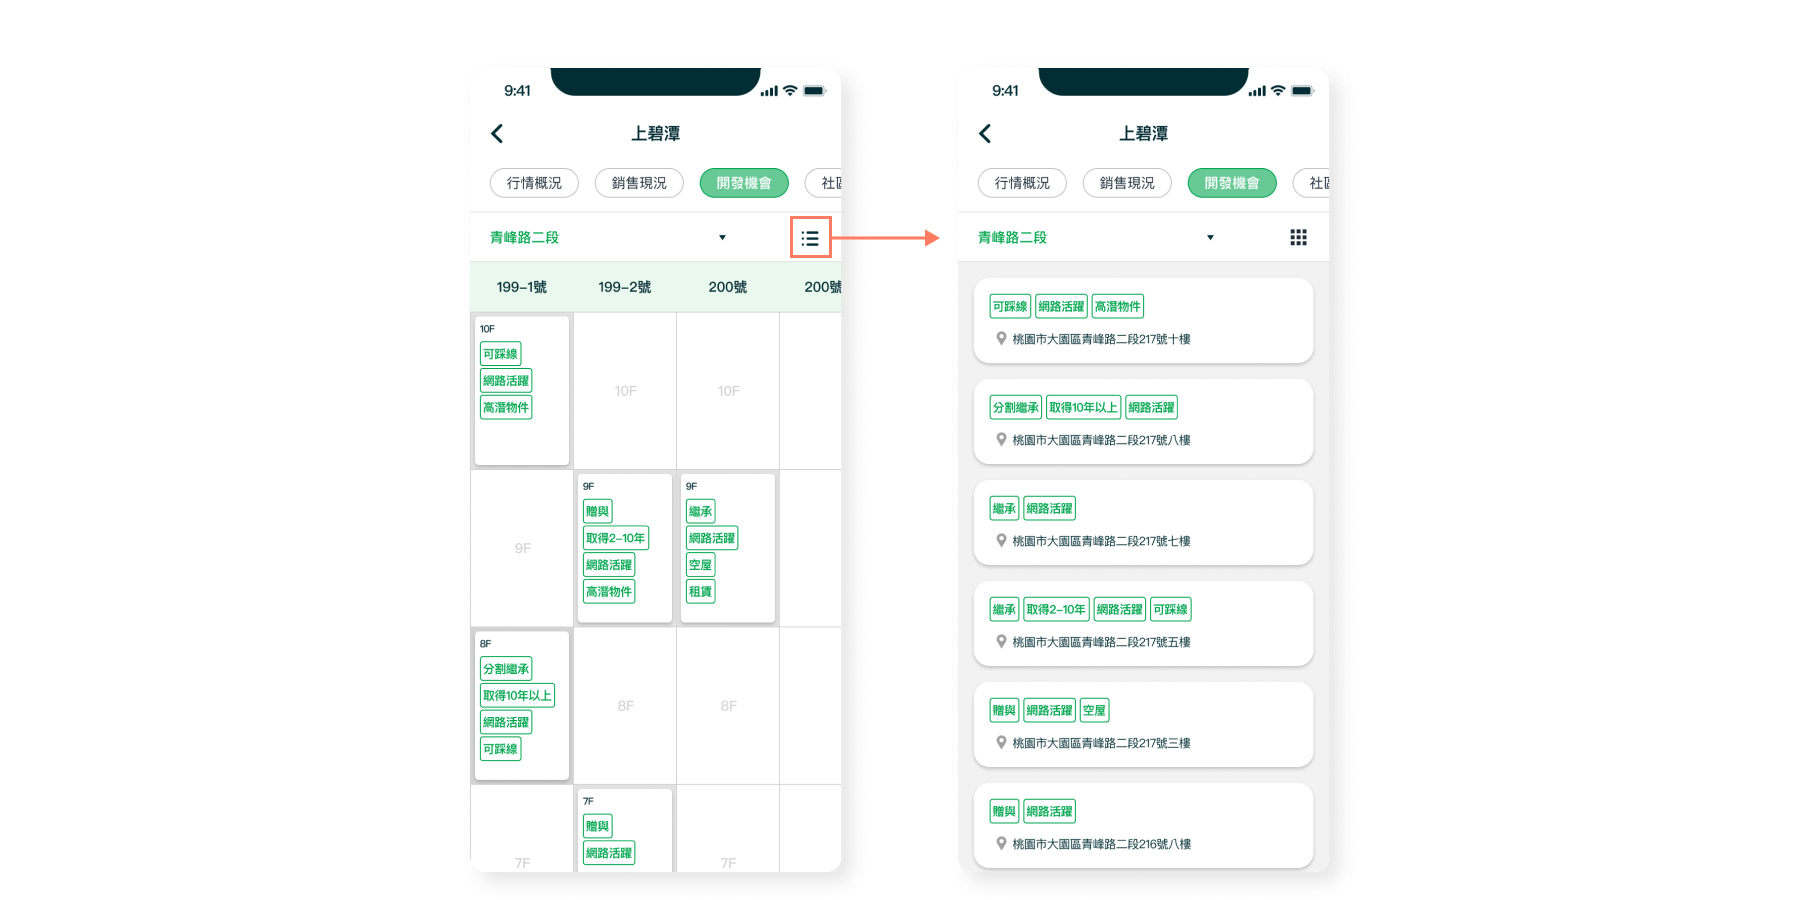 9:41
上碧潭
行情概況 銷售現況 開發機會 社區
青峰路二段
199-1號 199-2號 200號 200號
10F
可踩線
網路活躍
高潛物件
10F 10F
9F
9F
贈與
取得2-10年
網路活躍
高潛物件
9F
繼承
網路活躍
空屋
租賃
8F
分割繼承
取得10年以上
網路活躍
可踩線
8F 8F
7F
7F
贈與
網路活躍
7F
9:41
上碧潭
行情概況 銷售現況 開發機會 社區
青峰路二段
可踩線 網路活躍 高潛物件
桃園市大園區青峰路二段217號十樓
分割繼承 取得10年以上 網路活躍
桃園市大園區青峰路二段217號八樓
繼承 網路活躍
桃園市大園區青峰路二段217號七樓
繼承 取得2-10年 網路活躍 可踩線
桃園市大園區青峰路二段217號五樓
贈與 網路活躍 空屋
桃園市大園區青峰路二段217號三樓
贈與 網路活躍
桃園市大園區青峰路二段216號八樓